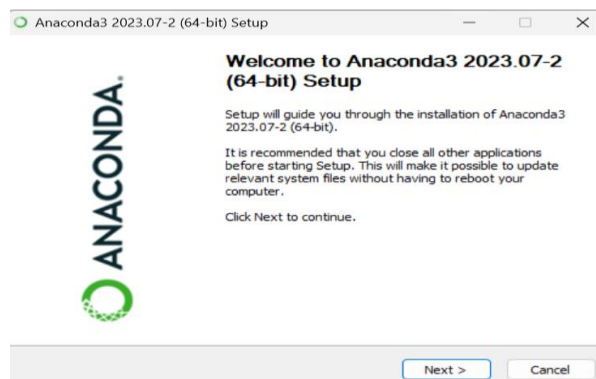 Anaconda3 2023.07-2 (64-bit) Setup
ANACONDA.
Welcome to Anaconda3 2023.07-2
(64-bit) Setup
Setup will guide you through the installation of Anaconda3
2023.07-2 (64-bit).
It is recommended that you close all other applications
before starting Setup. This will make it possible to update
relevant system files without having to reboot your
computer.
Click Next to continue.
Next >
Cancel